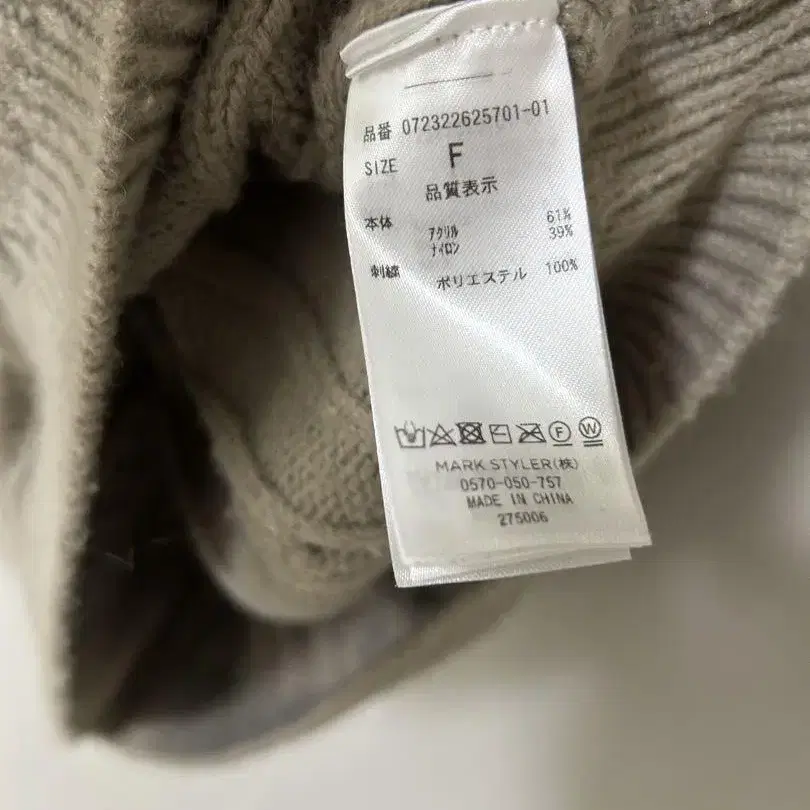 品番 072322625701-01
SIZE F
品質表示
本体 アクリル 61%
ナイロン 39%
刺繍 ポリエステル 100%
F W
MARK STYLER(株)
0570-050-757
MADE IN CHINA
275006